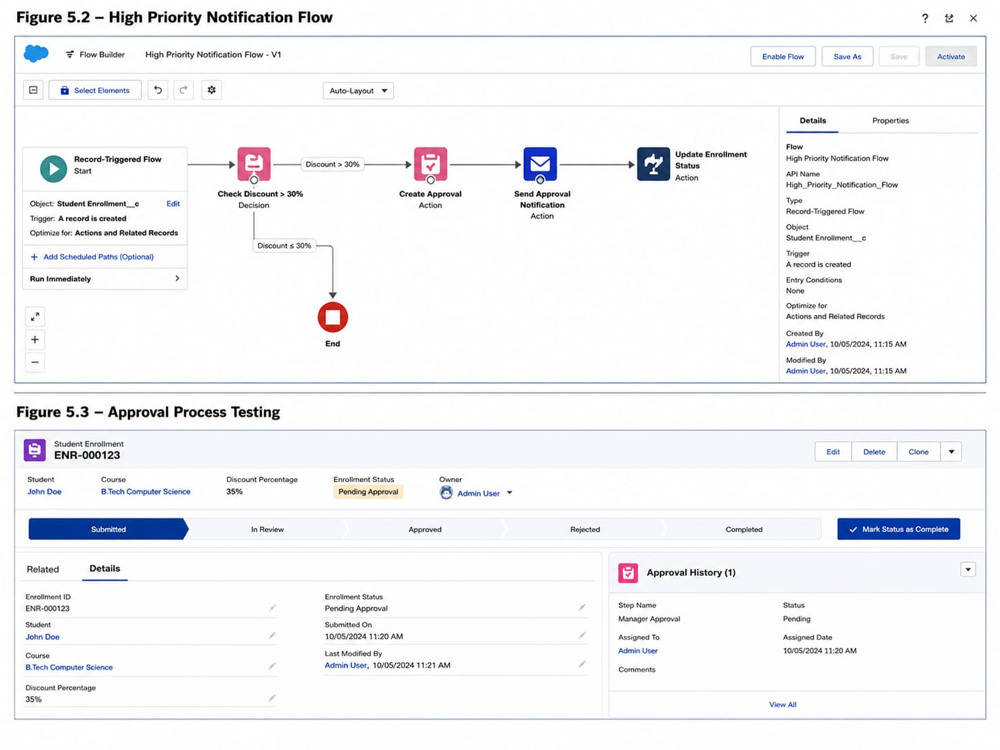 Figure 5.2 – High Priority Notification Flow
?
Flow Builder
High Priority Notification Flow - V1
Enable Flow
Save As
Save
Activate
Select Elements
Auto-Layout
Record-Triggered Flow
Start
Object: Student Enrollment__c
Edit
Trigger: A record is created
Optimize for: Actions and Related Records
+ Add Scheduled Paths (Optional)
Run Immediately
Check Discount > 30%
Decision
Discount > 30%
Discount ≤ 30%
End
Create Approval
Action
Send Approval
Notification
Action
Update Enrollment
Status
Action
Details
Properties
Flow
High Priority Notification Flow
API Name
High_Priority_Notification_Flow
Type
Record-Triggered Flow
Object
Student Enrollment__c
Trigger
A record is created
Entry Conditions
None
Optimize for
Actions and Related Records
Created By
Admin User, 10/05/2024, 11:15 AM
Modified By
Admin User, 10/05/2024, 11:15 AM
Figure 5.3 – Approval Process Testing
Student Enrollment
ENR-000123
Edit
Delete
Clone
Student
John Doe
Course
B.Tech Computer Science
Discount Percentage
35%
Enrollment Status
Pending Approval
Owner
Admin User
Submitted
In Review
Approved
Rejected
Completed
Mark Status as Complete
Related
Details
Enrollment ID
ENR-000123
Student
John Doe
Course
B.Tech Computer Science
Discount Percentage
35%
Enrollment Status
Pending Approval
Submitted On
10/05/2024 11:20 AM
Last Modified By
Admin User, 10/05/2024 11:21 AM
Approval History (1)
Step Name
Manager Approval
Status
Pending
Assigned To
Admin User
Assigned Date
10/05/2024 11:20 AM
Comments
View All